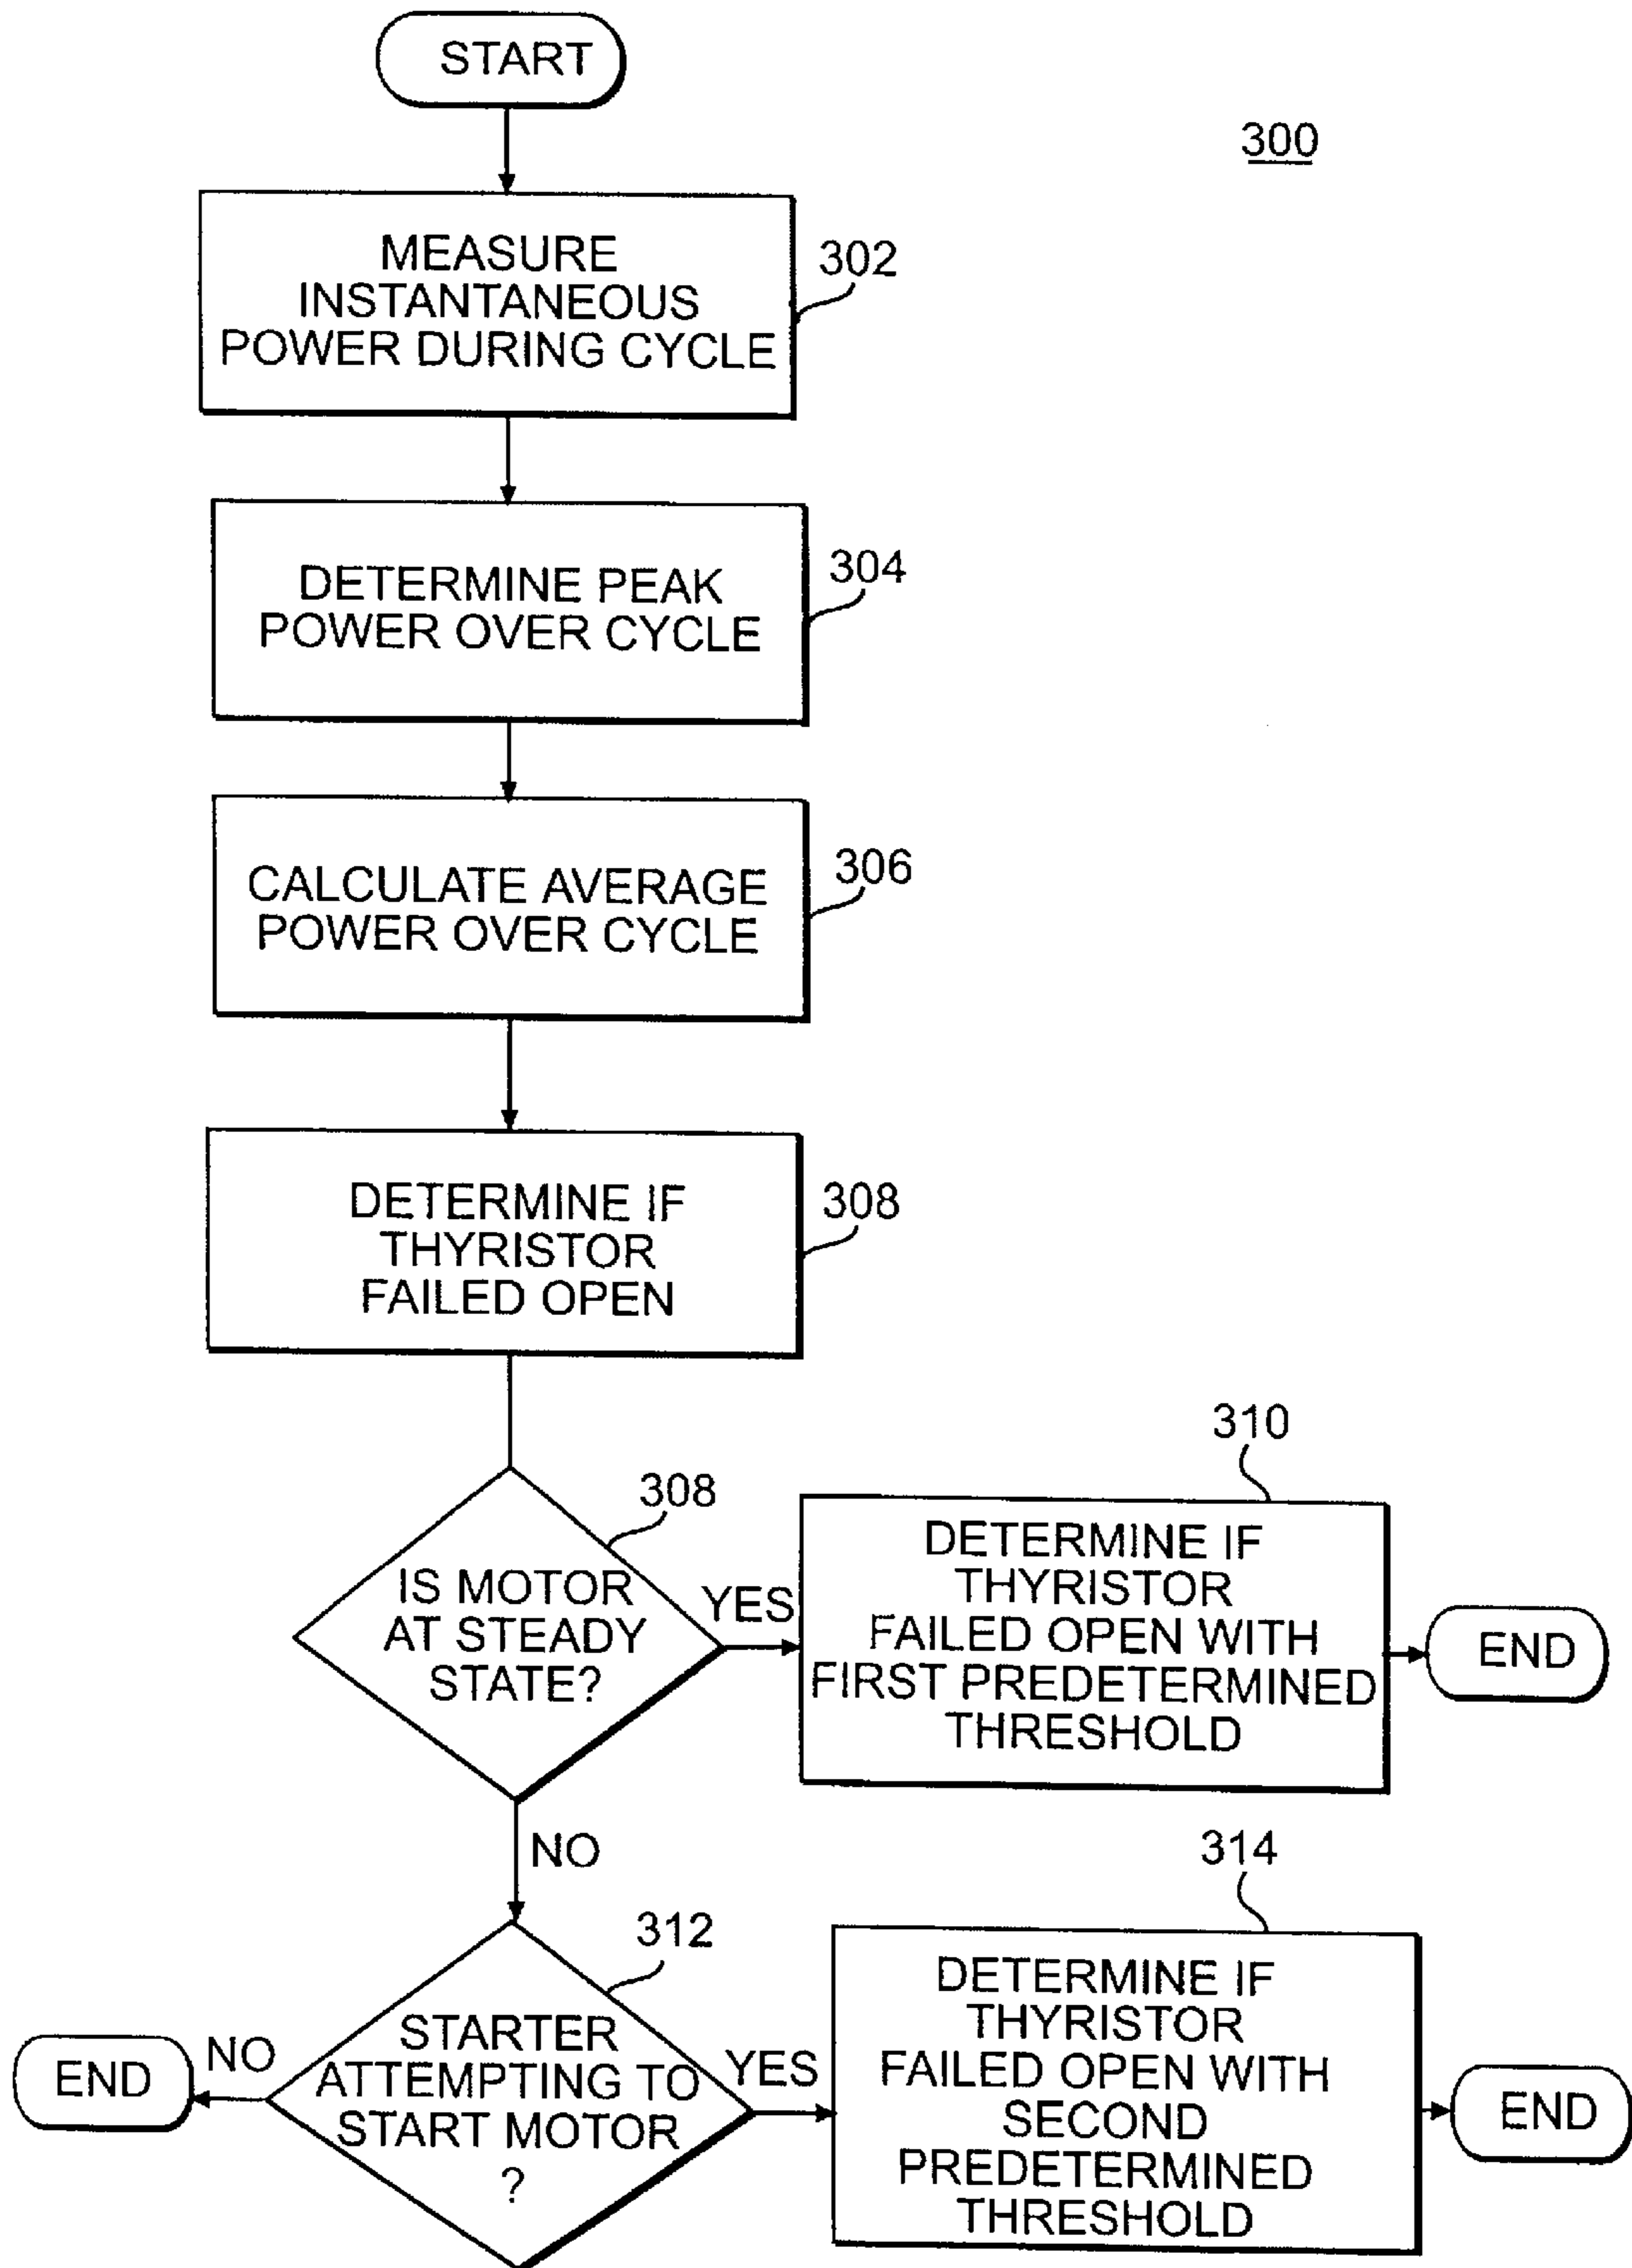 START
300
MEASURE
INSTANTANEOUS
POWER DURING CYCLE
302
DETERMINE PEAK
POWER OVER CYCLE
304
CALCULATE AVERAGE
POWER OVER CYCLE
306
DETERMINE IF
THYRISTOR
FAILED OPEN
308
IS MOTOR
AT STEADY
STATE?
308
YES
310
DETERMINE IF
THYRISTOR
FAILED OPEN WITH
FIRST PREDETERMINED
THRESHOLD
END
NO
312
STARTER
ATTEMPTING TO
START MOTOR
?
NO
END
YES
314
DETERMINE IF
THYRISTOR
FAILED OPEN WITH
SECOND
PREDETERMINED
THRESHOLD
END